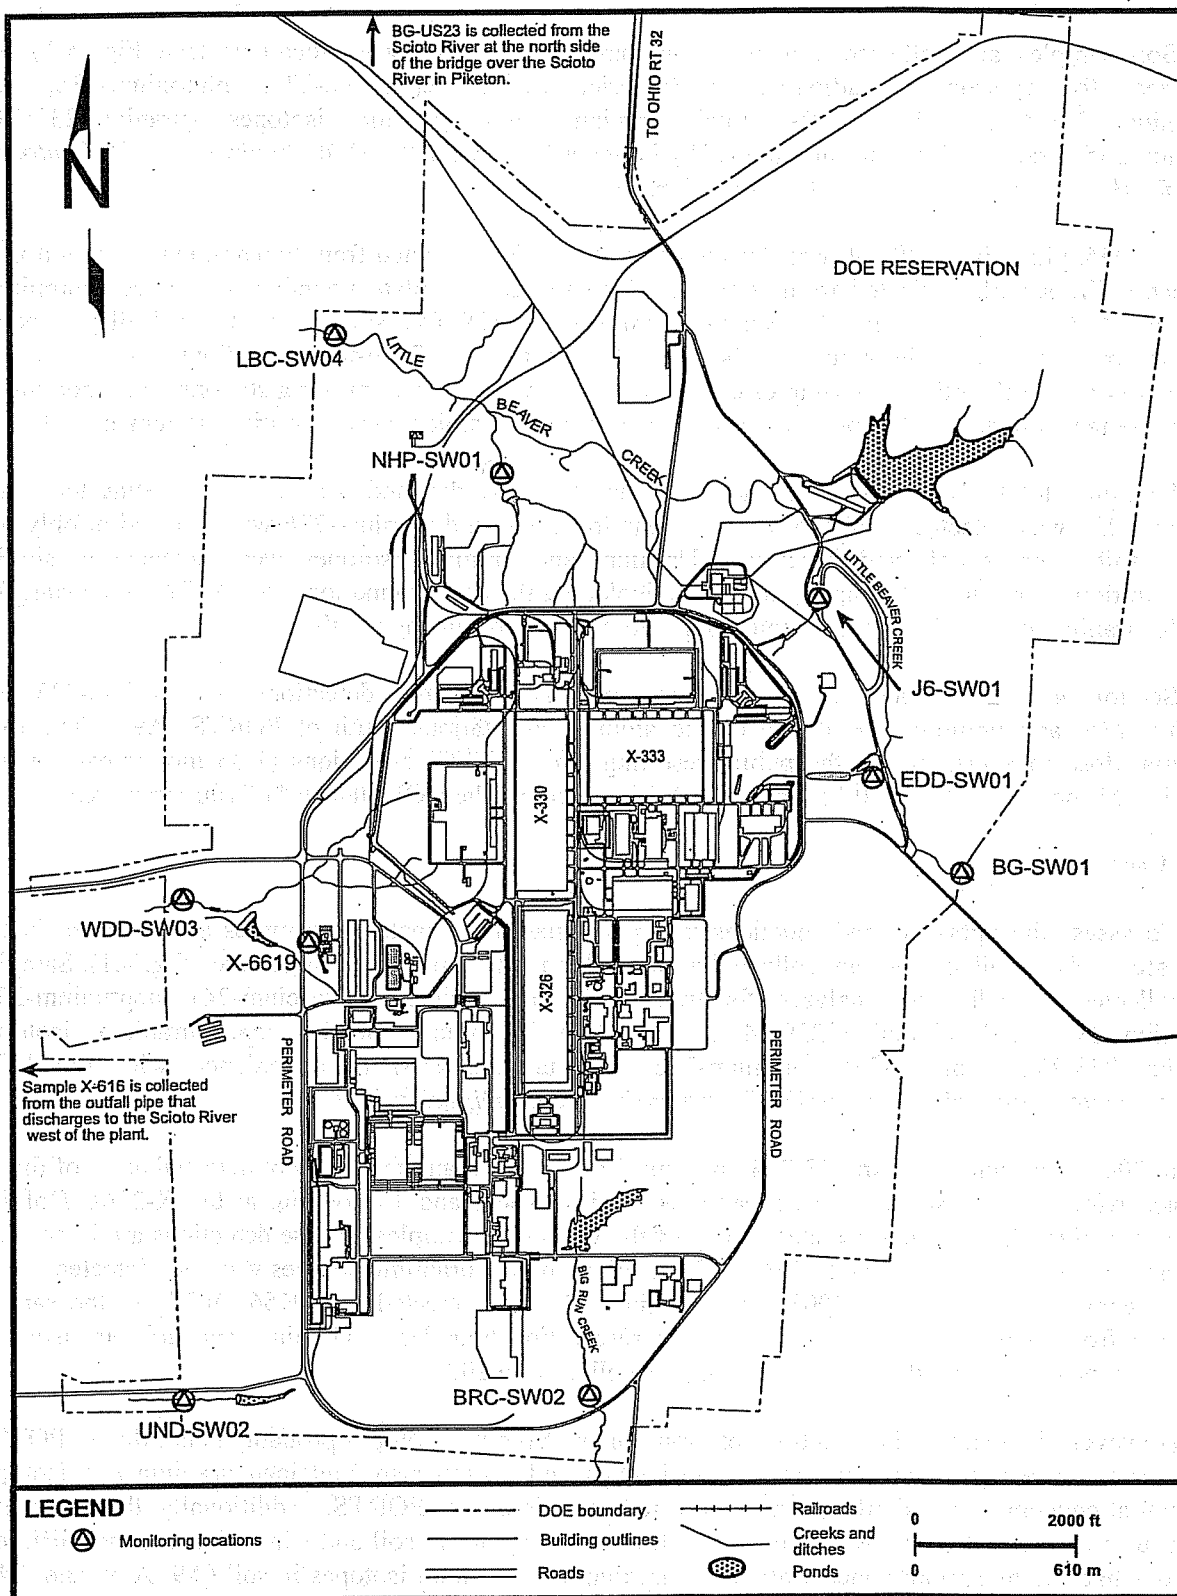 BG-US23 is collected from the
Scioto River at the north side
of the bridge over the Scioto
River in Piketon.
TO OHIO RT 32
N
DOE RESERVATION
LBC-SW04
LITTLE
BEAVER
CREEK
NHP-SW01
LITTLE BEAVER CREEK
J6-SW01
X-333
X-330
EDD-SW01
BG-SW01
WDD-SW03
X-6619
X-326
PERIMETER ROAD
PERIMETER ROAD
Sample X-616 is collected
from the outfall pipe that
discharges to the Scioto River
west of the plant.
BIG RUN CREEK
BRC-SW02
UND-SW02
LEGEND
Monitoring locations
DOE boundary
Building outlines
Roads
Railroads
Creeks and
ditches
Ponds
0 2000 ft
0 610 m